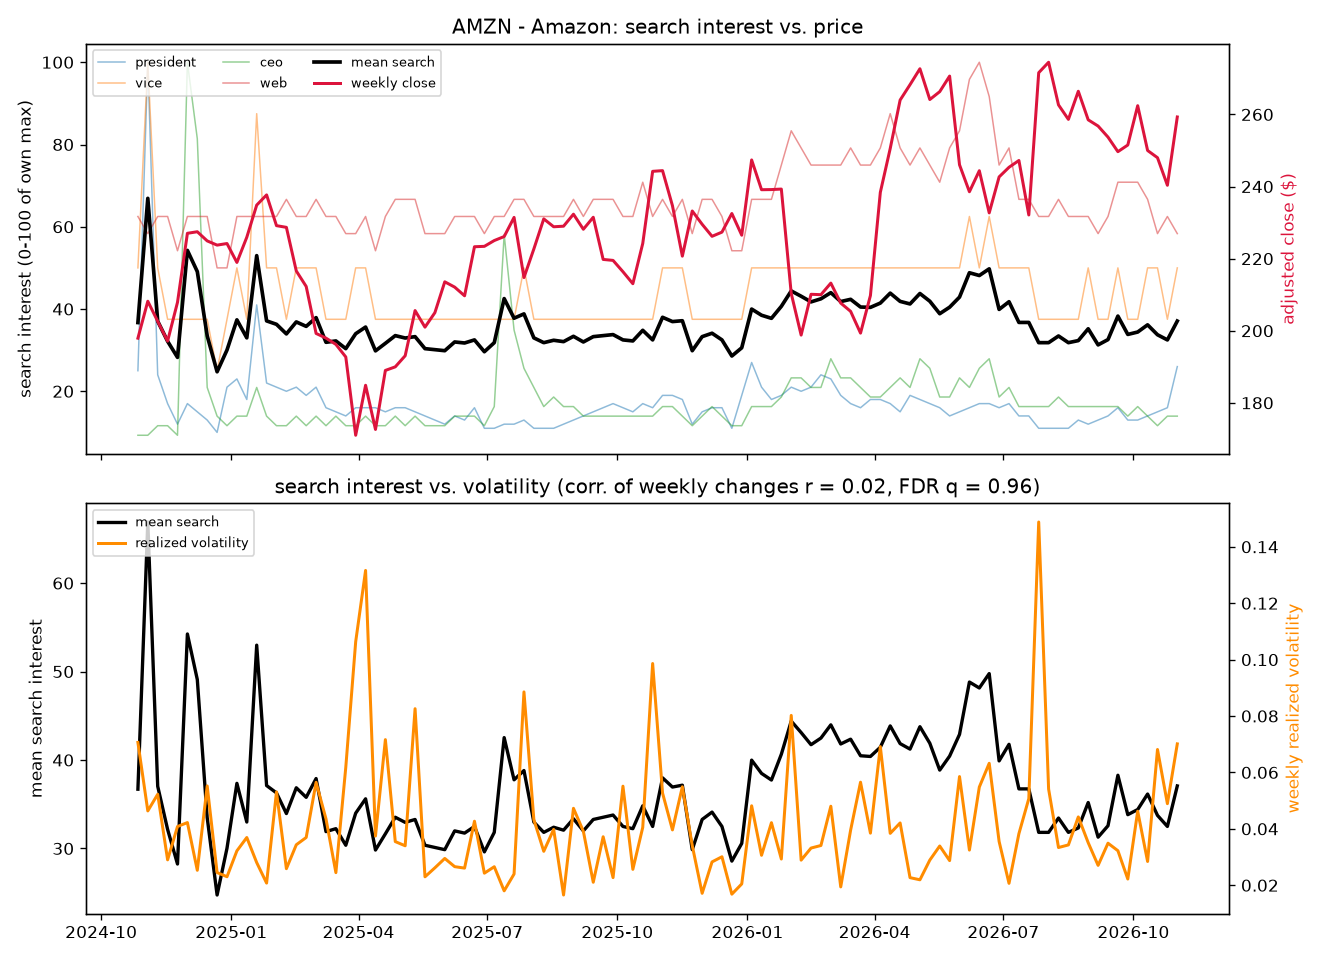 AMZN - Amazon: search interest vs. price
president
vice
ceo
web
mean search
weekly close
search interest (0-100 of own max)
100
80
60
40
20
adjusted close ($)
260
240
220
200
180
search interest vs. volatility (corr. of weekly changes r = 0.02, FDR q = 0.96)
mean search
realized volatility
mean search interest
60
50
40
30
weekly realized volatility
0.14
0.12
0.10
0.08
0.06
0.04
0.02
2024-10
2025-01
2025-04
2025-07
2025-10
2026-01
2026-04
2026-07
2026-10